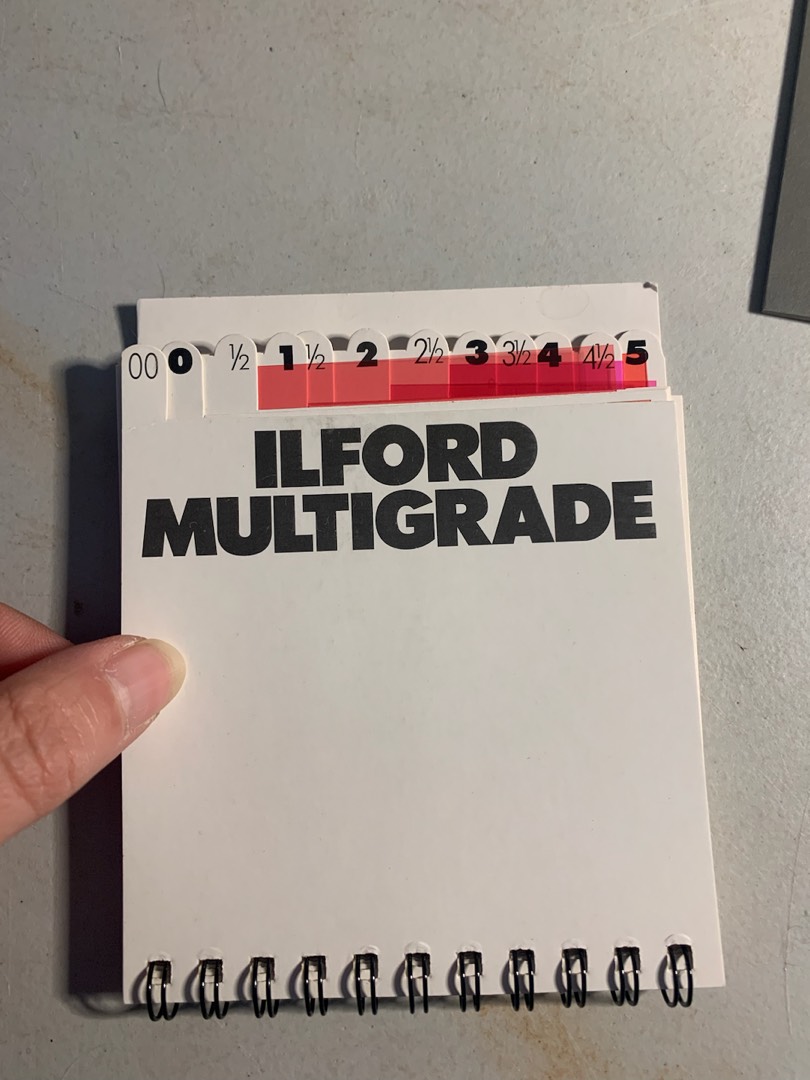 00 0 ½ 1 ½ 2 2½ 3 3½ 4 4½ 5
ILFORD
MULTIGRADE